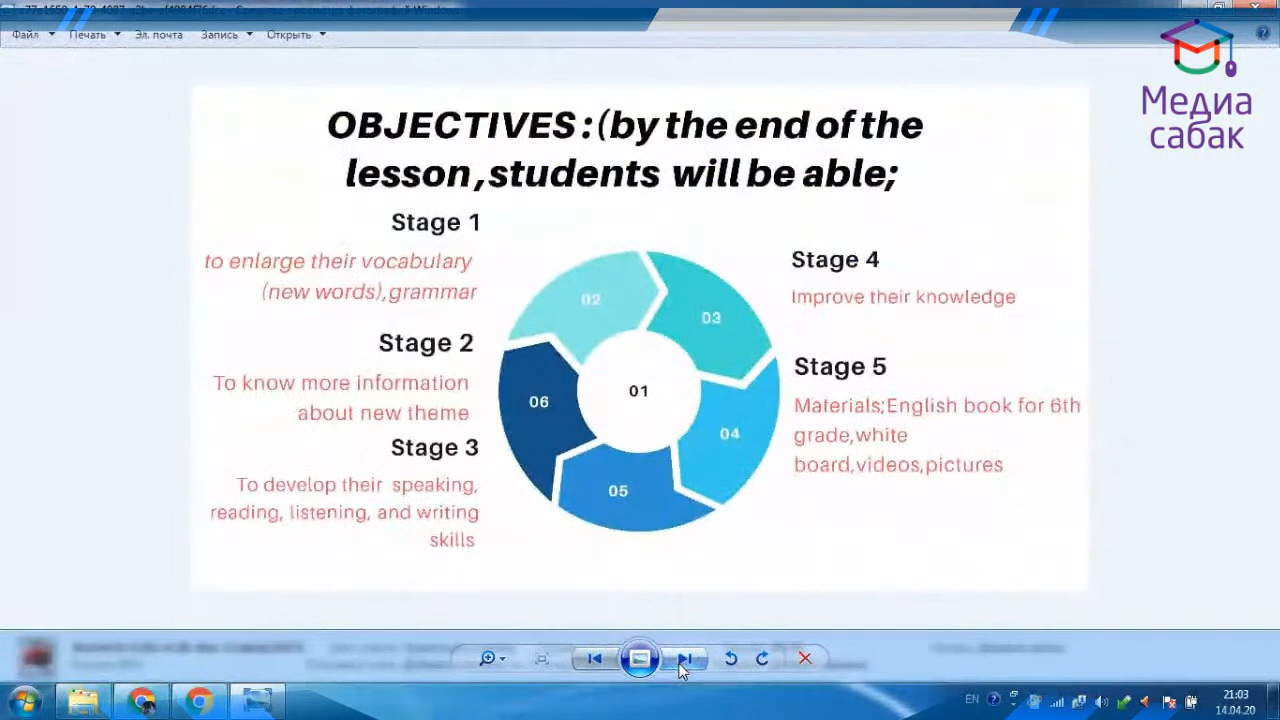 Файл
Печать
Эл. почта
Запись
Открыть
Медиа
сабак
OBJECTIVES : (by the end of the
lesson ,students will be able;
Stage 1
to enlarge their vocabulary
(new words),grammar
Stage 2
To know more information
about new theme
Stage 3
To develop their speaking,
reading, listening, and writing
skills
02
03
06
01
04
05
Stage 4
Improve their knowledge
Stage 5
Materials;English book for 6th
grade,white
board,videos,pictures
EN
21:03
14.04.20